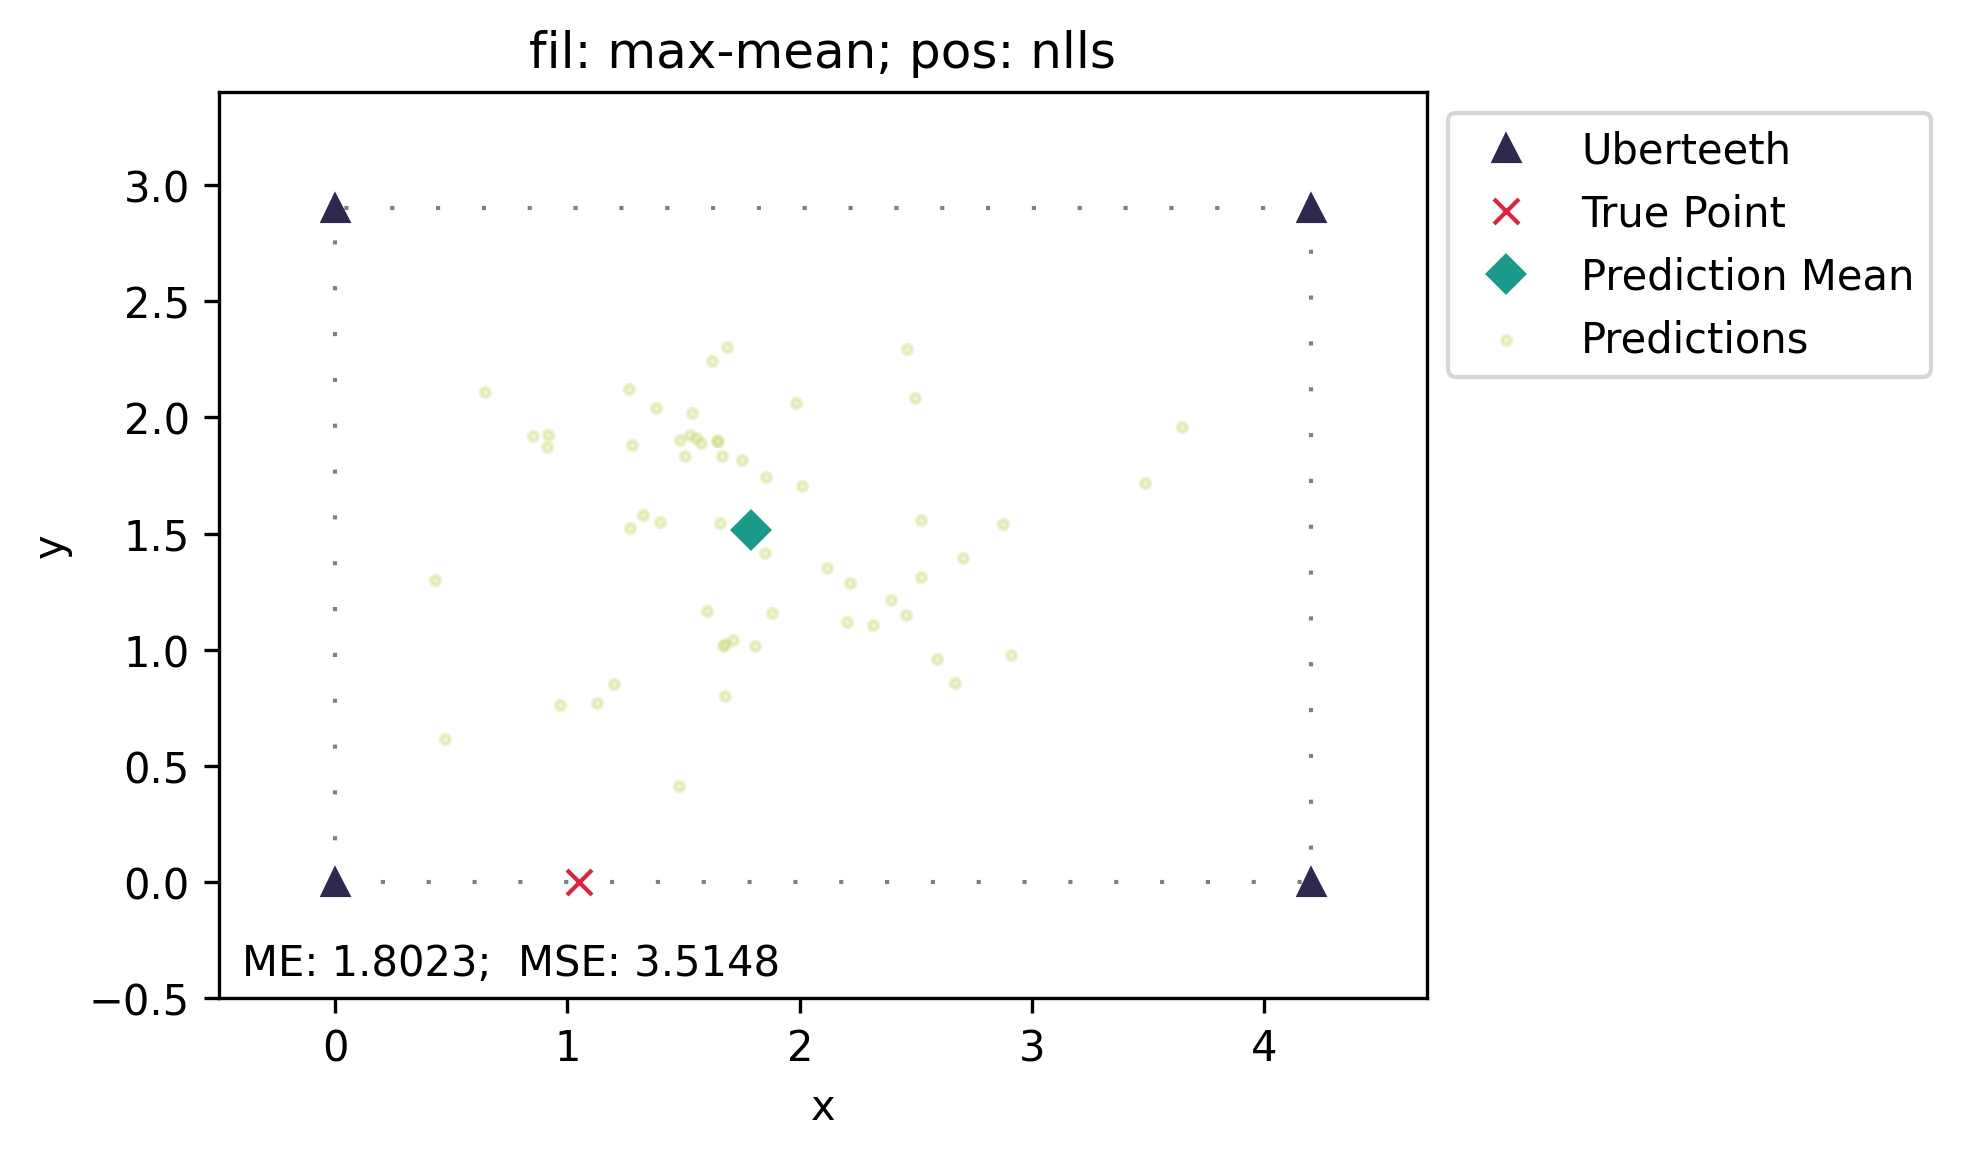 fil: max-mean; pos: nlls
Uberteeth
True Point
Prediction Mean
Predictions
3.0
2.5
2.0
1.5
1.0
0.5
0.0
−0.5
y
ME: 1.8023;  MSE: 3.5148
0 1 2 3 4
x